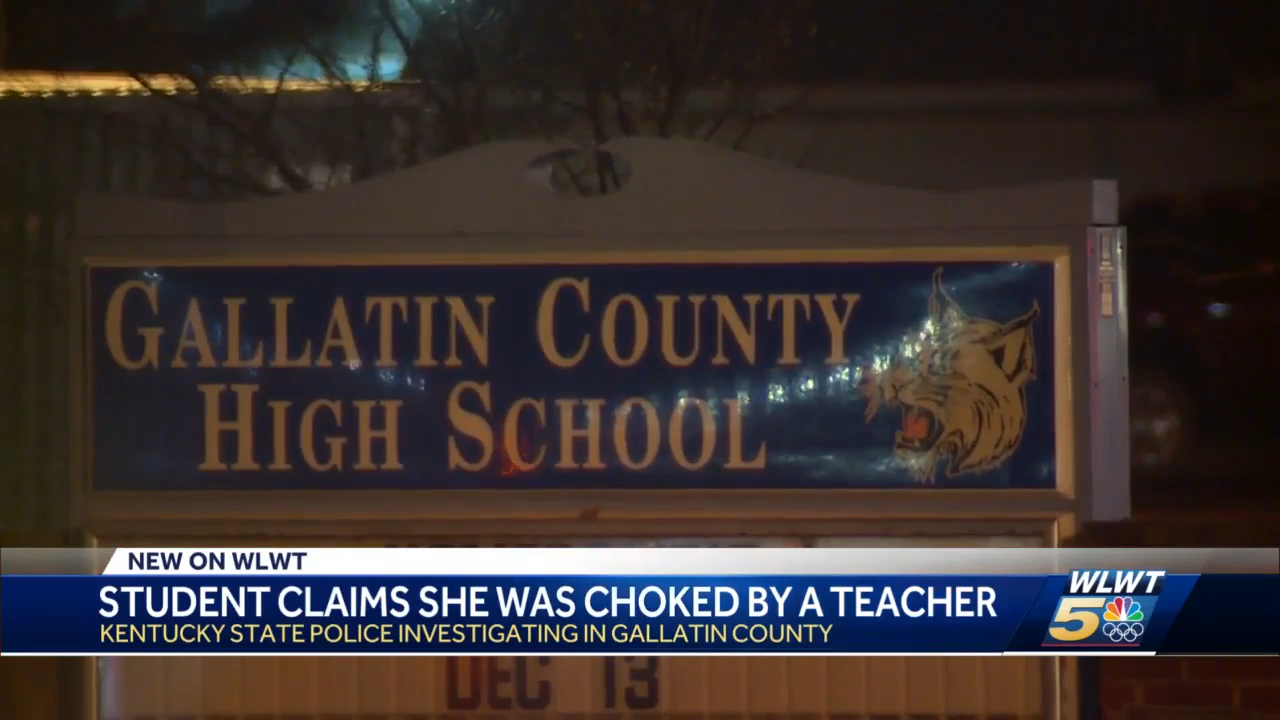 GALLATIN COUNTY
HIGH SCHOOL
NEW ON WLWT
STUDENT CLAIMS SHE WAS CHOKED BY A TEACHER
KENTUCKY STATE POLICE INVESTIGATING IN GALLATIN COUNTY
WLWT
5
DEC 13